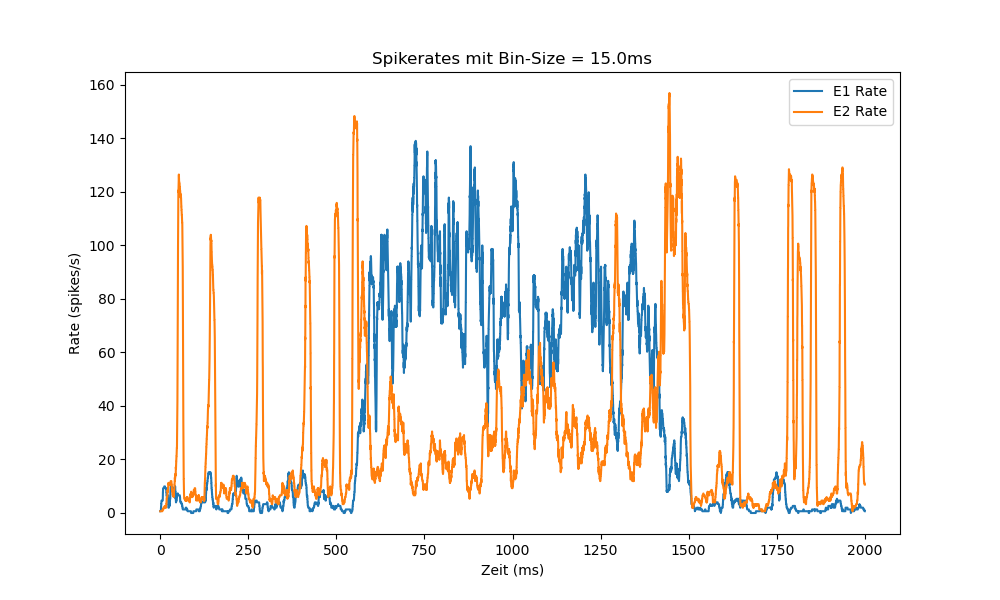 Spikerates mit Bin-Size = 15.0ms
E1 Rate
E2 Rate
Rate (spikes/s)
160
140
120
100
80
60
40
20
0
0 250 500 750 1000 1250 1500 1750 2000
Zeit (ms)